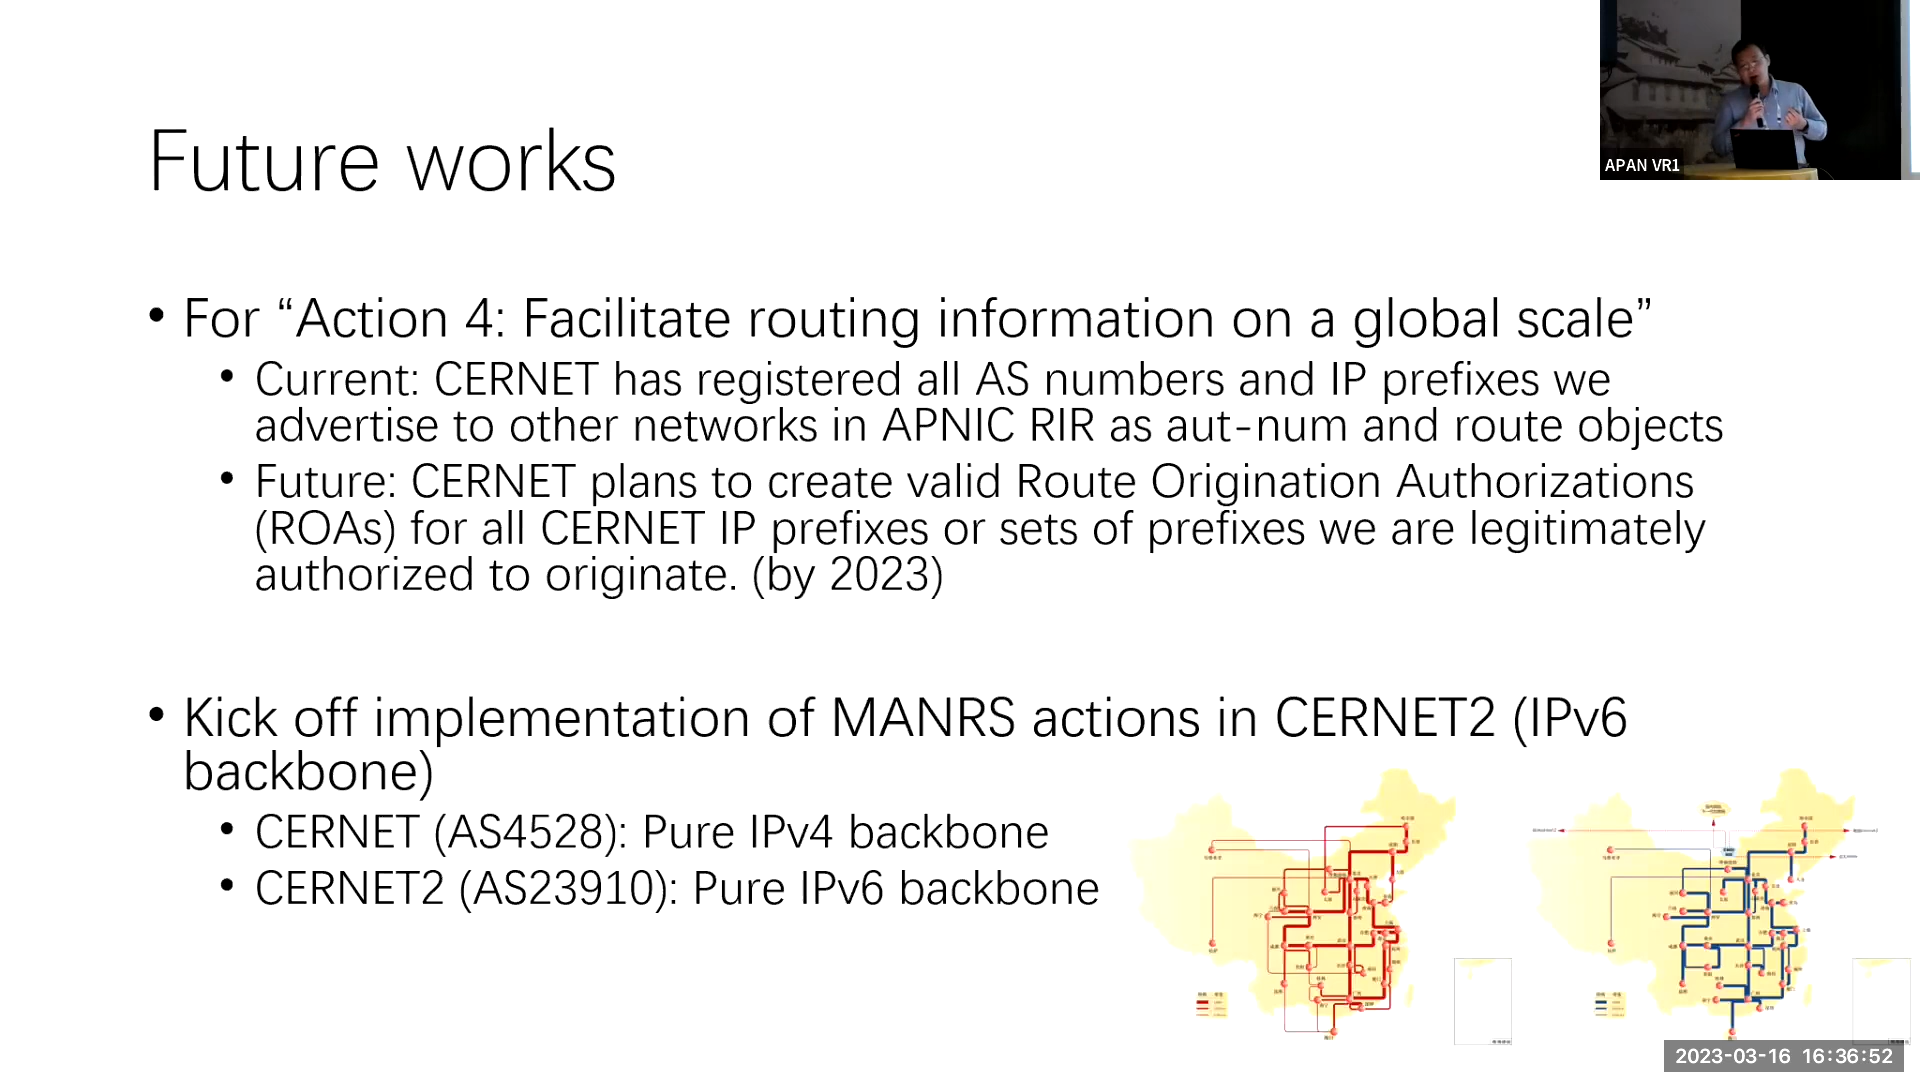 APAN VR1
Future works
• For “Action 4: Facilitate routing information on a global scale”
• Current: CERNET has registered all AS numbers and IP prefixes we
advertise to other networks in APNIC RIR as aut-num and route objects
• Future: CERNET plans to create valid Route Origination Authorizations
(ROAs) for all CERNET IP prefixes or sets of prefixes we are legitimately
authorized to originate. (by 2023)
• Kick off implementation of MANRS actions in CERNET2 (IPv6
backbone)
• CERNET (AS4528): Pure IPv4 backbone
• CERNET2 (AS23910): Pure IPv6 backbone
2023-03-16 16:36:52